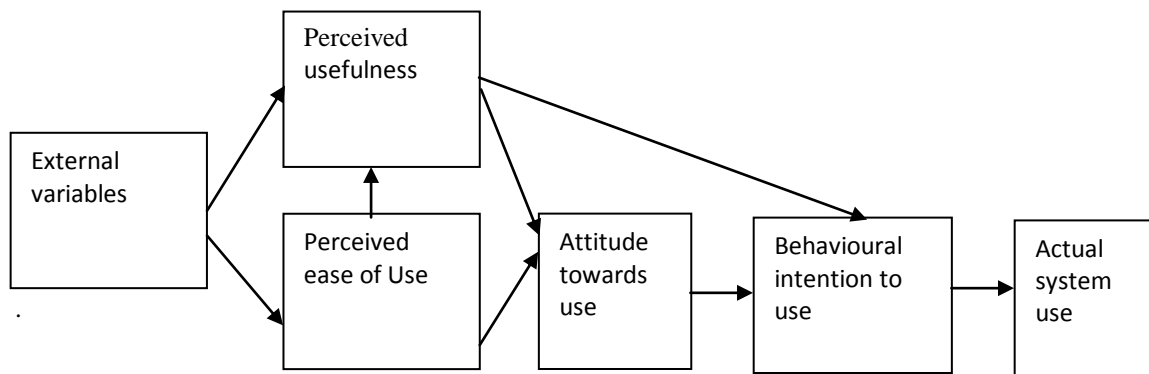 Perceived
usefulness
External
variables
Perceived
ease of Use
Attitude
towards
use
Behavioural
intention to
use
Actual
system
use
.